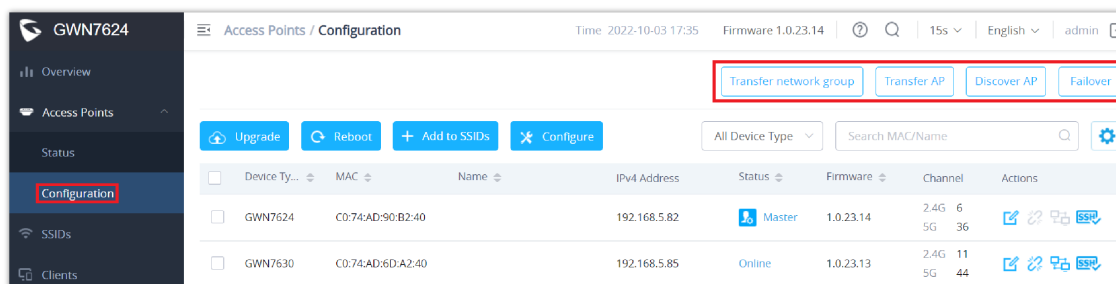 GWN7624
Access Points / Configuration
Time 2022-10-03 17:35
Firmware 1.0.23.14
15s
English
admin
Overview
Transfer network group
Transfer AP
Discover AP
Failover
Access Points
Upgrade
Reboot
+ Add to SSIDs
Configure
All Device Type
Search MAC/Name
Status
Device Ty... MAC Name IPv4 Address Status Firmware Channel Actions
Configuration
GWN7624 C0:74:AD:90:B2:40 192.168.5.82 Master 1.0.23.14 2.4G 6
5G 36
SSH
SSIDs
GWN7630 C0:74:AD:6D:A2:40 192.168.5.85 Online 1.0.23.13 2.4G 11
5G 44
SSH
Clients